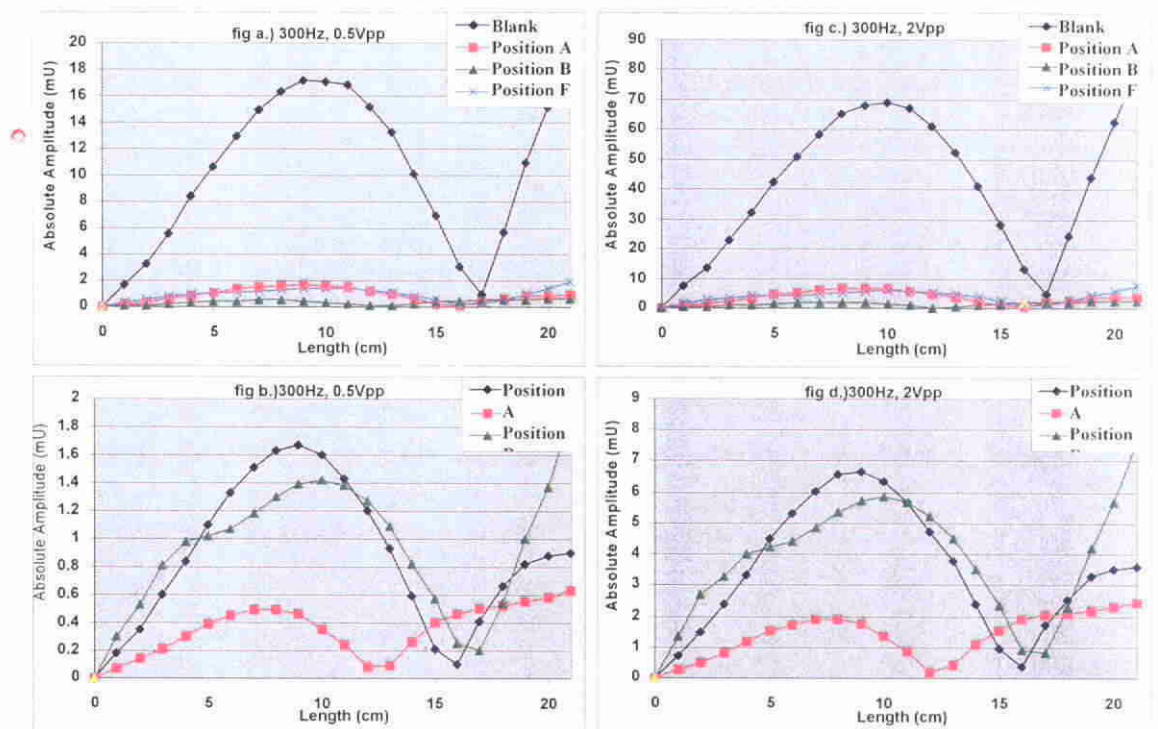 fig a.) 300Hz, 0.5Vpp
Blank
Position A
Position B
Position F
Absolute Amplitude (mU)
20
18
16
14
12
10
8
6
4
2
0
0 5 10 15 20
Length (cm)
fig c.) 300Hz, 2Vpp
Blank
Position A
Position B
Position F
Absolute Amplitude (mU)
90
80
70
60
50
40
30
20
10
0
0 5 10 15 20
Length (cm)
fig b.)300Hz, 0.5Vpp
Position
A
Position
Absolute Amplitude (mU)
2
1.8
1.6
1.4
1.2
1
0.8
0.6
0.4
0.2
0
0 5 10 15 20
Length (cm)
fig d.)300Hz, 2Vpp
Position
A
Position
Absolute Amplitude (mU)
9
8
7
6
5
4
3
2
1
0
0 5 10 15 20
Length (cm)